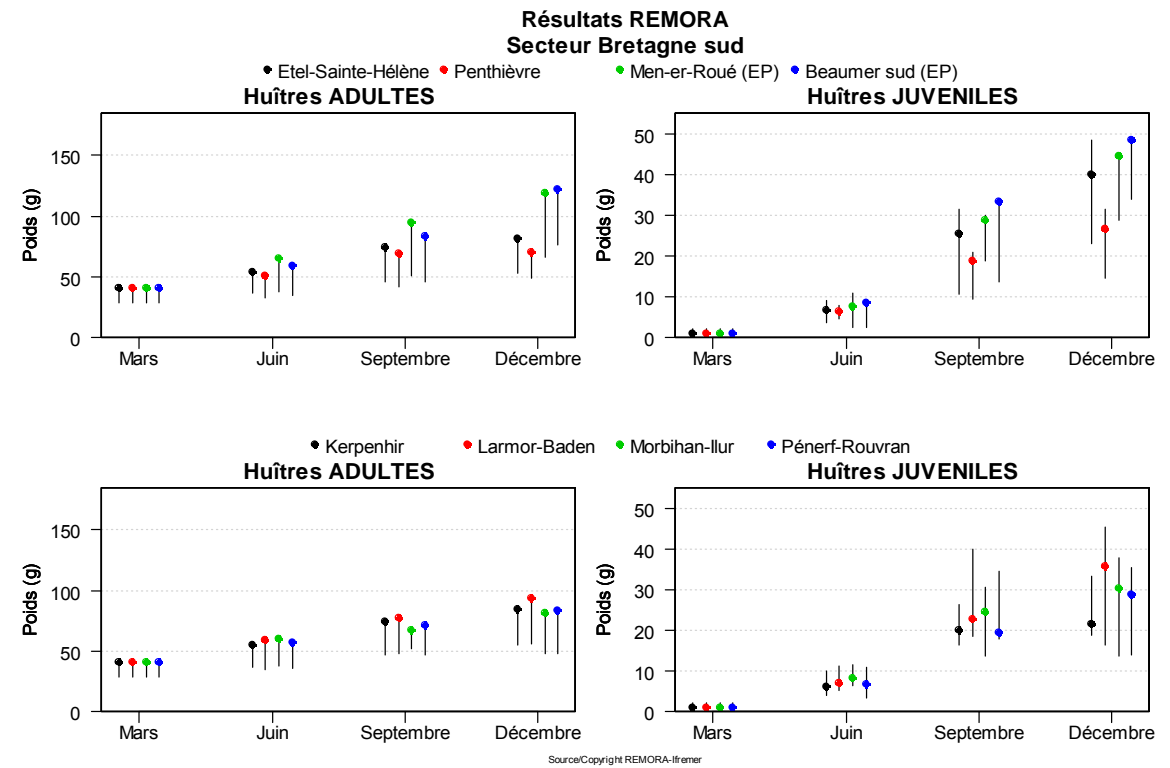 Résultats REMORA
Secteur Bretagne sud
Etel-Sainte-Hélène Penthièvre Men-er-Roué (EP) Beaumer sud (EP)
Huîtres ADULTES
Poids (g)
150
100
50
0
Mars Juin Septembre Décembre
Huîtres JUVENILES
Poids (g)
50
40
30
20
10
0
Mars Juin Septembre Décembre
Kerpenhir Larmor-Baden Morbihan-Ilur Pénerf-Rouvran
Huîtres ADULTES
Poids (g)
150
100
50
0
Mars Juin Septembre Décembre
Huîtres JUVENILES
Poids (g)
50
40
30
20
10
0
Mars Juin Septembre Décembre
Source/Copyright REMORA-Ifremer